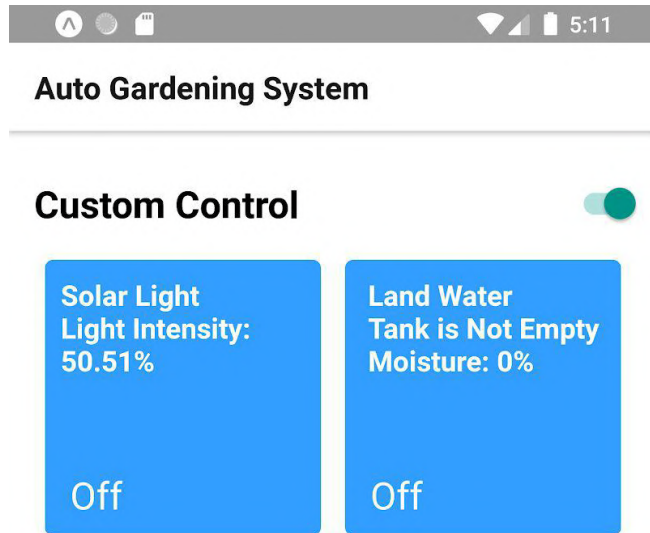 5:11
Auto Gardening System
Custom Control
Solar Light
Light Intensity:
50.51%
Off
Land Water
Tank is Not Empty
Moisture: 0%
Off